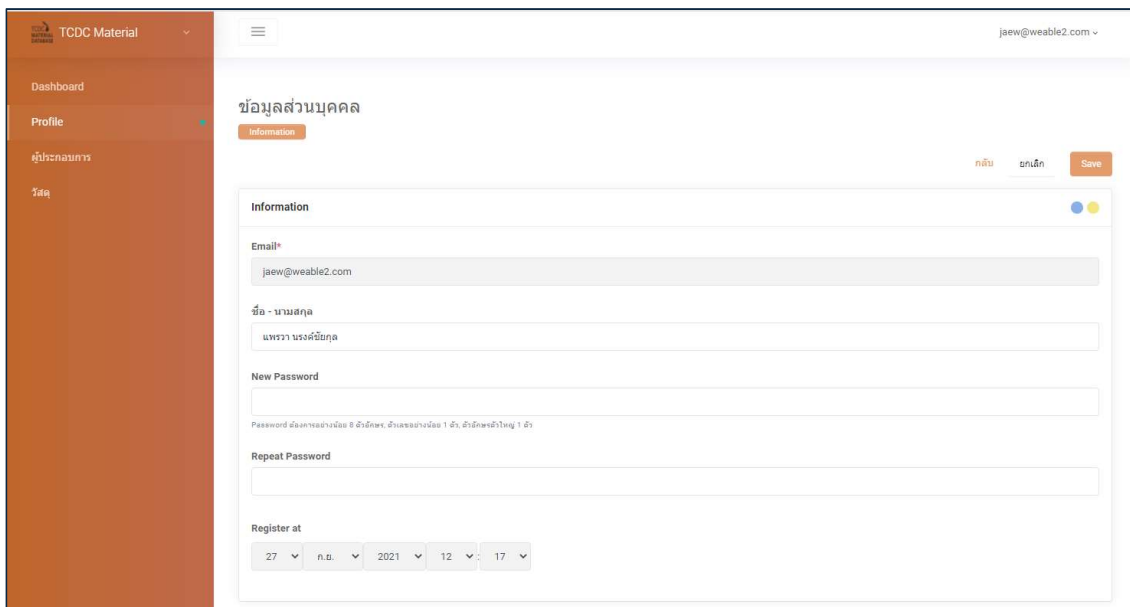 TCDC MATERIAL DATABASE
TCDC Material
jaew@weable2.com
Dashboard
Profile
ผู้ประกอบการ
วัสดุ
ข้อมูลส่วนบุคคล
Information
กลับ ยกเลิก Save
Information
Email*
jaew@weable2.com
ชื่อ - นามสกุล
แพรวา นรงค์ชัยกุล
New Password
Password ต้องการอย่างน้อย 8 ตัวอักษร, ตัวเลขอย่างน้อย 1 ตัว, ตัวอักษรตัวใหญ่ 1 ตัว
Repeat Password
Register at
27 ก.ย. 2021 12 : 17